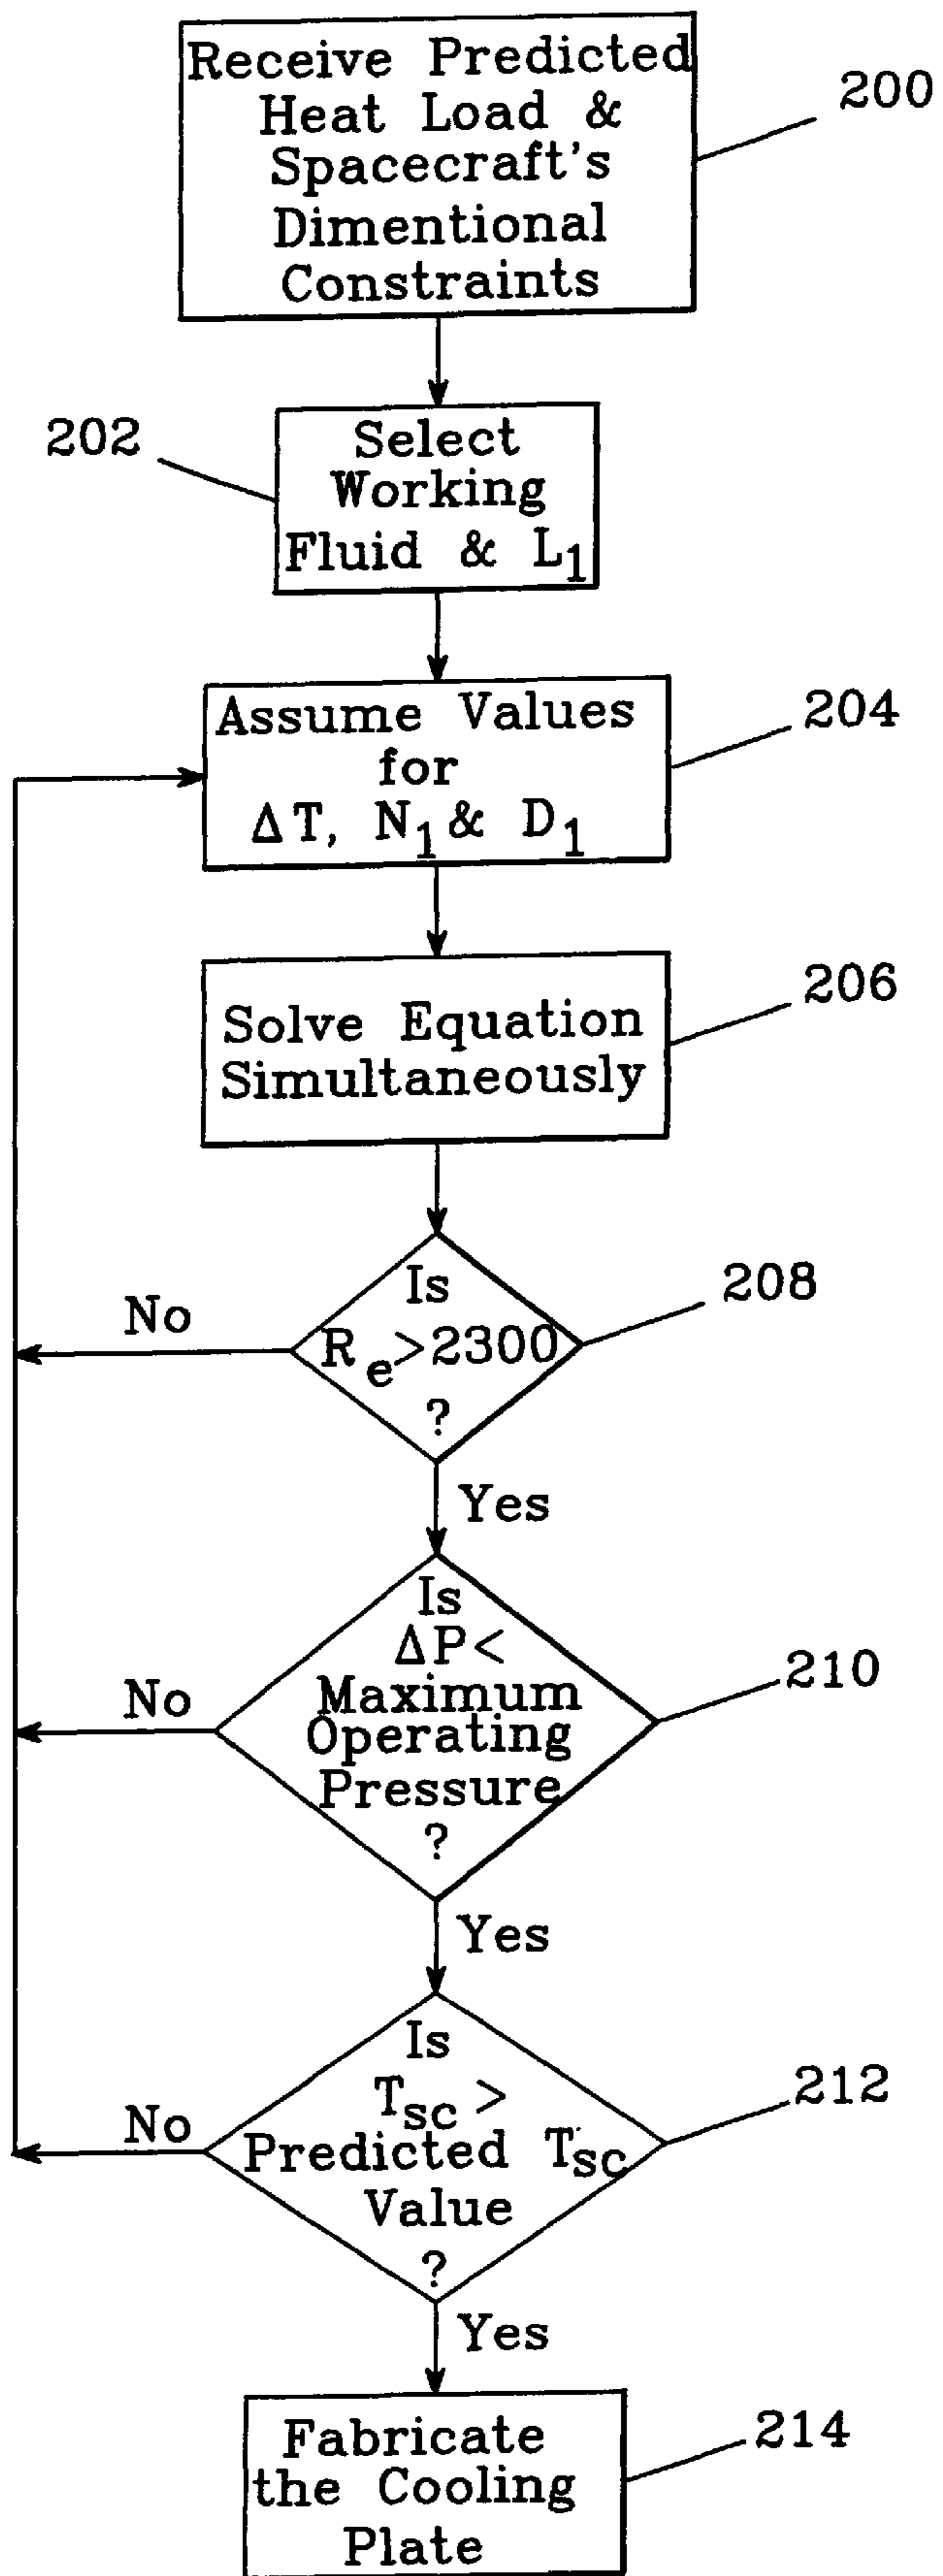 Receive Predicted
Heat Load &
Spacecraft's
Dimentional
Constraints
200
202
Select
Working
Fluid & L₁
Assume Values
for
ΔT, N₁ & D₁
204
Solve Equation
Simultaneously
206
Is
Rₑ>2300
?
208
No
Yes
Is
ΔP<
Maximum
Operating
Pressure
?
210
No
Yes
Is
Tsc >
Predicted Tsc
Value
?
212
No
Yes
Fabricate
the Cooling
Plate
214